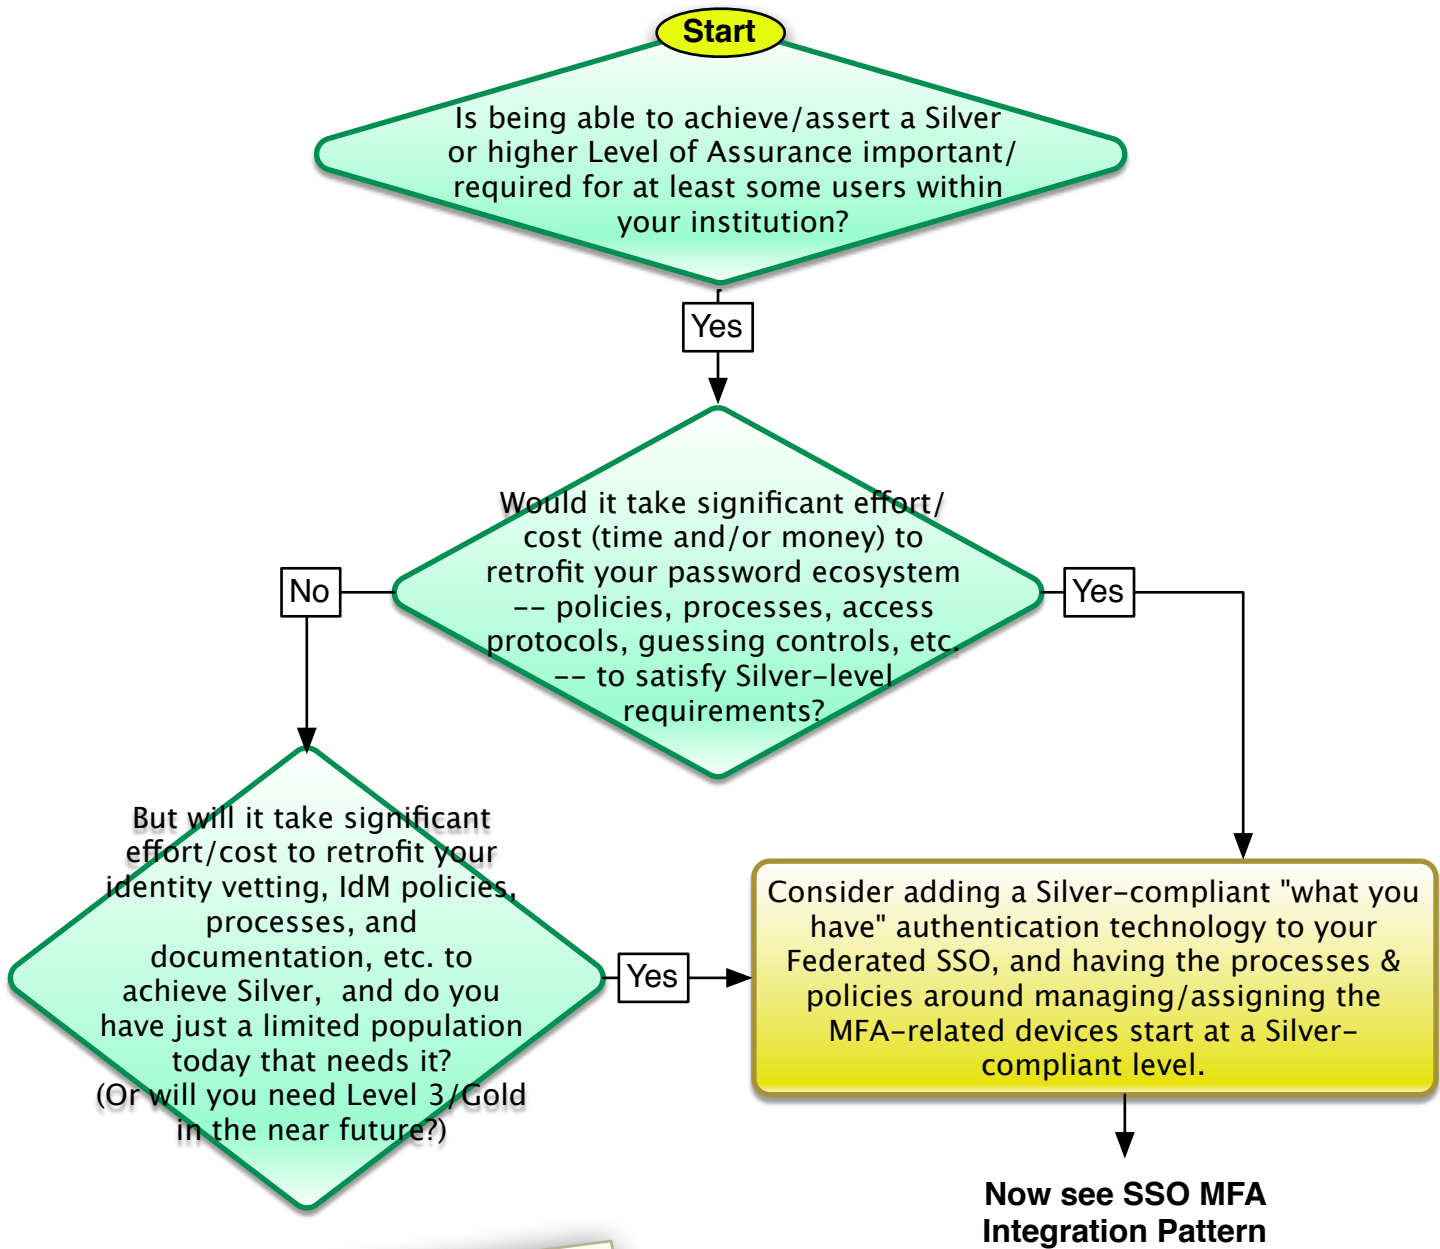 Start
Is being able to achieve/assert a Silver
or higher Level of Assurance important/
required for at least some users within
your institution?
Yes
Would it take significant effort/
cost (time and/or money) to
retrofit your password ecosystem
-- policies, processes, access
protocols, guessing controls, etc.
-- to satisfy Silver-level
requirements?
No
Yes
But will it take significant
effort/cost to retrofit your
identity vetting, IdM policies,
processes, and
documentation, etc. to
achieve Silver,  and do you
have just a limited population
today that needs it?
(Or will you need Level 3/Gold
in the near future?)
Yes
Consider adding a Silver-compliant "what you
have" authentication technology to your
Federated SSO, and having the processes &
policies around managing/assigning the
MFA-related devices start at a Silver-
compliant level.
Now see SSO MFA
Integration Pattern